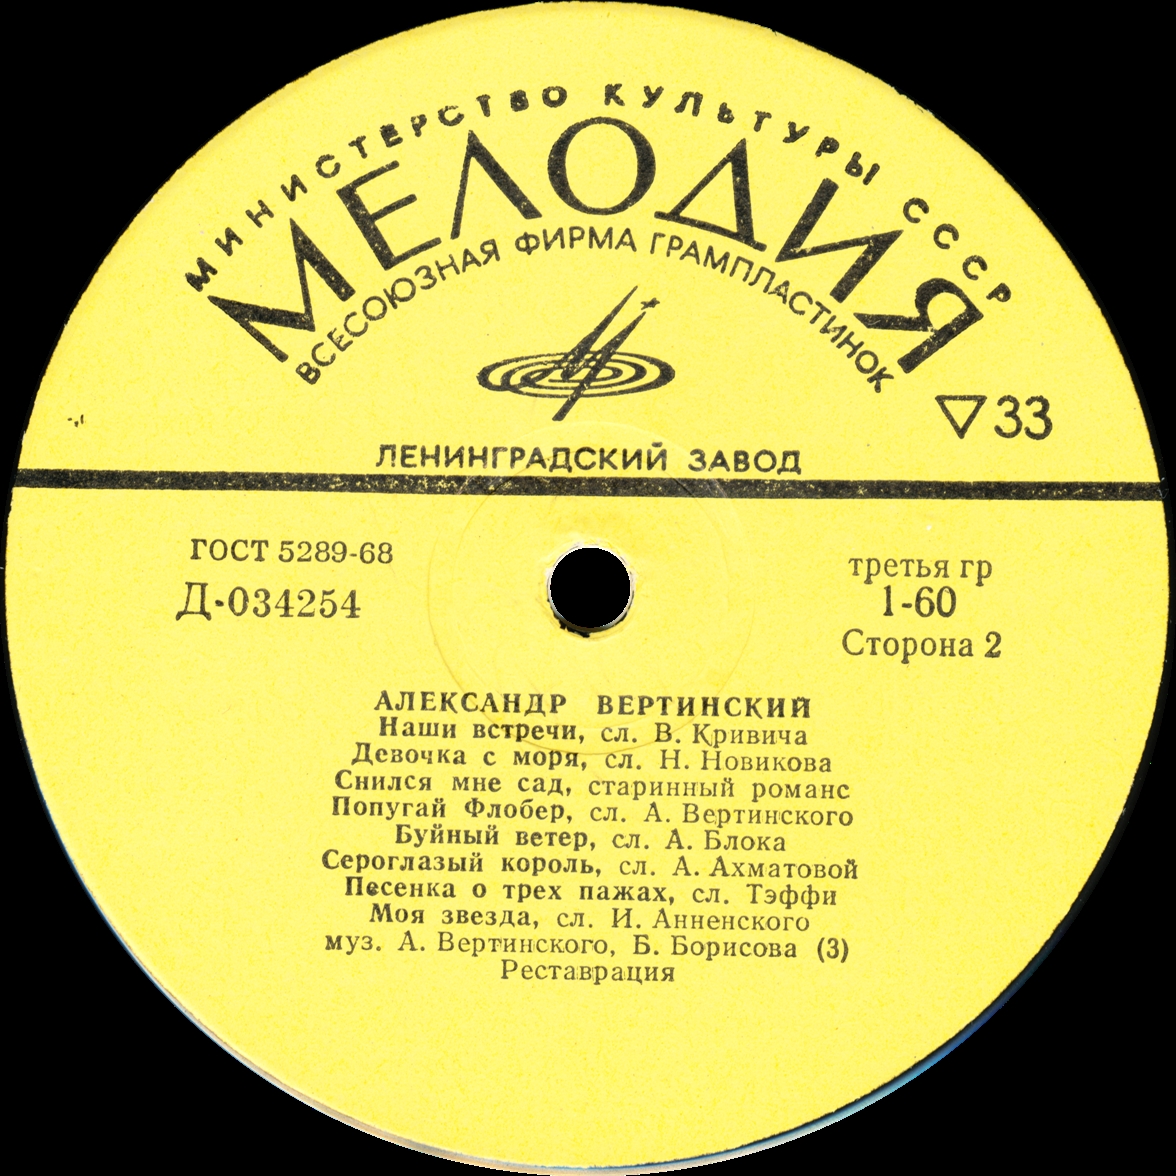 МИНИСТЕРСТВО КУЛЬТУРЫ СССР
МЕЛОДИЯ
ВСЕСОЮЗНАЯ ФИРМА ГРАМПЛАСТИНОК
▽33
ЛЕНИНГРАДСКИЙ ЗАВОД
ГОСТ 5289-68
Д-034254
третья гр
1-60
Сторона 2
АЛЕКСАНДР ВЕРТИНСКИЙ
Наши встречи, сл. В. Кривича
Девочка с моря, сл. Н. Новикова
Снился мне сад, старинный романс
Попугай Флобер, сл. А. Вертинского
Буйный ветер, сл. А. Блока
Сероглазый король, сл. А. Ахматовой
Песенка о трех пажах, сл. Тэффи
Моя звезда, сл. И. Анненского
муз. А. Вертинского, Б. Борисова (3)
Реставрация